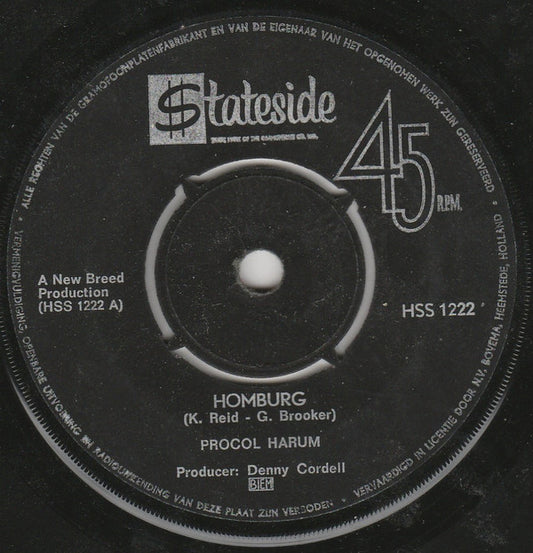 ALLE RECHTEN VAN DE GRAMOFOONPLATENFABRIKANT EN VAN DE EIGENAAR VAN HET OPGENOMEN WERK ZIJN GERESERVEERD
$tateside
TRADE MARK OF THE GRAMOPHONE CO. LTD.
45 R.P.M.
A New Breed
Production
(HSS 1222 A)
HSS 1222
HOMBURG
(K. Reid - G. Brooker)
PROCOL HARUM
Producer: Denny Cordell
BIEM
VERMENIGVULDIGING, OPENBARE UITVOERING EN RADIOUITZENDING VAN DEZE PLAAT ZIJN VERBODEN • VERVAARDIGD IN LICENTIE DOOR N.V. BOVEMA, HEEMSTEDE, HOLLAND